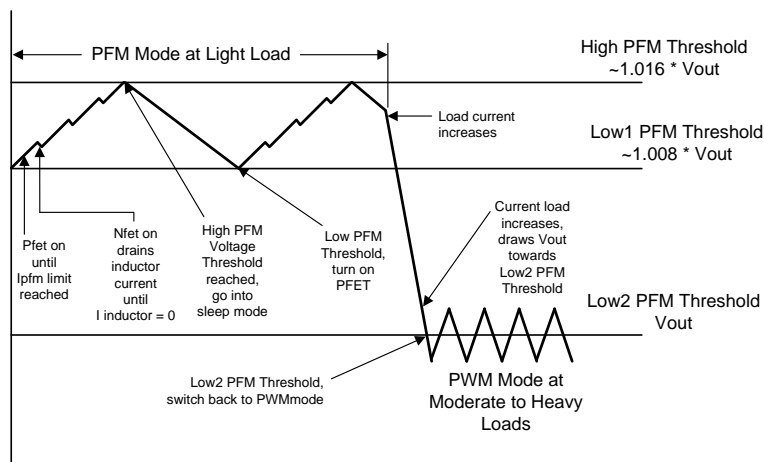 PFM Mode at Light Load
High PFM Threshold
~1.016 * Vout
Load current
increases
Low1 PFM Threshold
~1.008 * Vout
Pfet on
until
Ipfm limit
reached
Nfet on
drains
inductor
current
until
I inductor = 0
High PFM
Voltage
Threshold
reached,
go into
sleep mode
Low PFM
Threshold,
turn on
PFET
Current load
increases,
draws Vout
towards
Low2 PFM
Threshold
Low2 PFM Threshold
Vout
Low2 PFM Threshold,
switch back to PWMmode
PWM Mode at
Moderate to Heavy
Loads